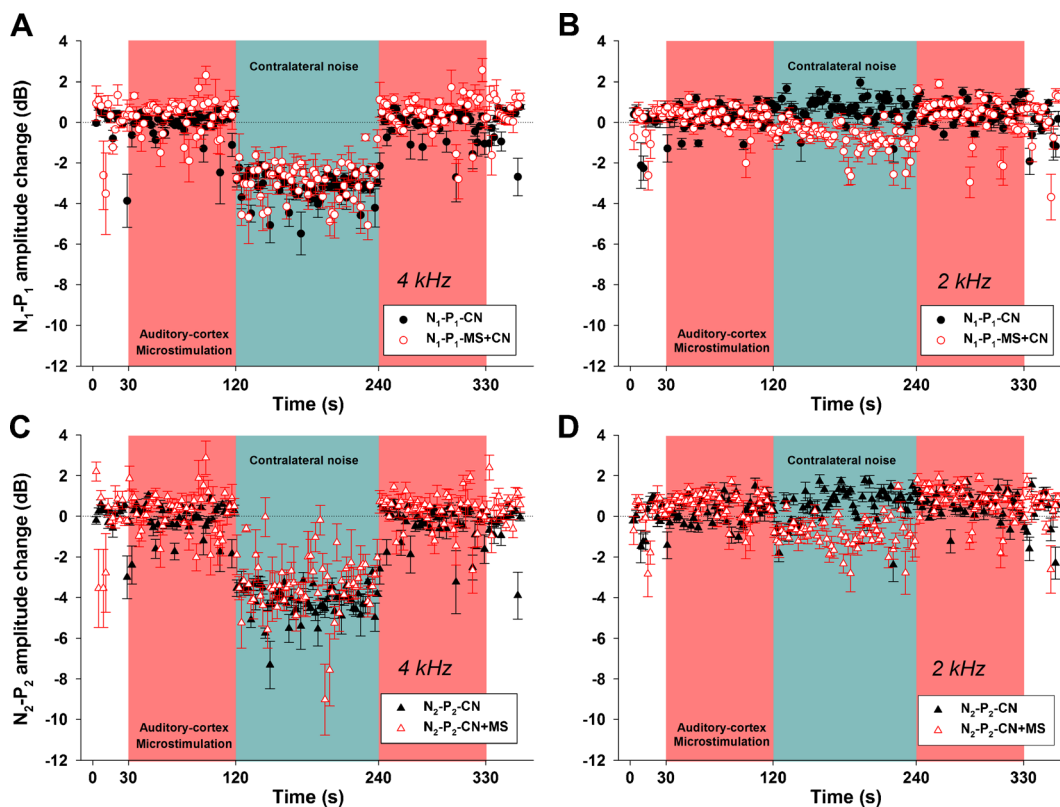 A
N1-P1 amplitude change (dB)
4
2
0
-2
-4
-6
-8
-10
-12
Contralateral noise
4 kHz
Auditory-cortex
Microstimulation
N1-P1-CN
N1-P1-MS+CN
0 30 120 240 330
Time (s)
B
4
2
0
-2
-4
-6
-8
-10
-12
Contralateral noise
2 kHz
Auditory-cortex
Microstimulation
N1-P1-CN
N1-P1-MS+CN
0 30 120 240 330
Time (s)
C
N2-P2 amplitude change (dB)
4
2
0
-2
-4
-6
-8
-10
-12
Contralateral noise
4 kHz
Auditory-cortex
Microstimulation
N2-P2-CN
N2-P2-CN+MS
0 30 120 240 330
Time (s)
D
4
2
0
-2
-4
-6
-8
-10
-12
Contralateral noise
2 kHz
Auditory-cortex
Microstimulation
N2-P2-CN
N2-P2-CN+MS
0 30 120 240 330
Time (s)